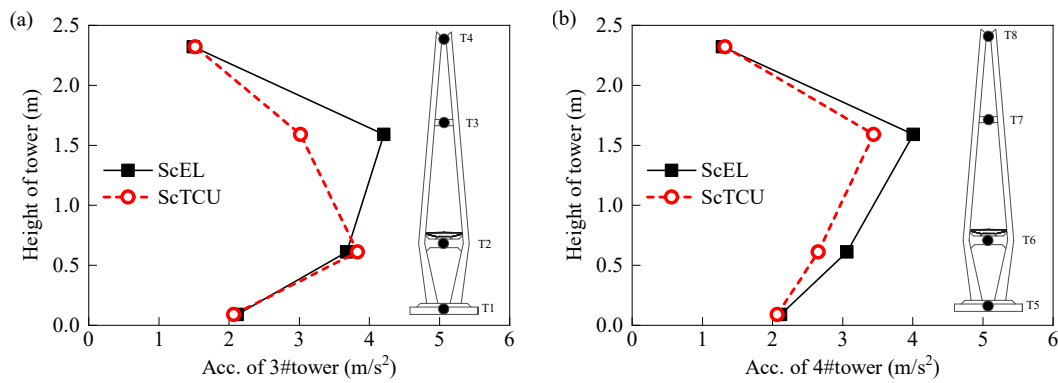 (a)
2.5
2.0
1.5
1.0
0.5
0.0
Height of tower (m)
ScEL
ScTCU
T4
T3
T2
T1
0 1 2 3 4 5 6
Acc. of 3#tower (m/s²)
(b)
2.5
2.0
1.5
1.0
0.5
0.0
Height of tower (m)
ScEL
ScTCU
T8
T7
T6
T5
0 1 2 3 4 5 6
Acc. of 4#tower (m/s²)